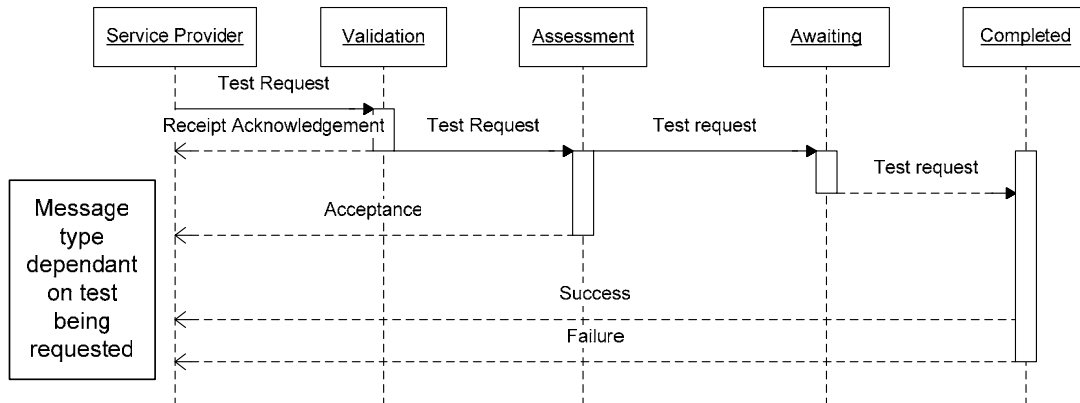 Service Provider
Validation
Assessment
Awaiting
Completed
Test Request
Receipt Acknowledgement
Test Request
Test request
Test request
Acceptance
Message
type
dependant
on test
being
requested
Success
Failure